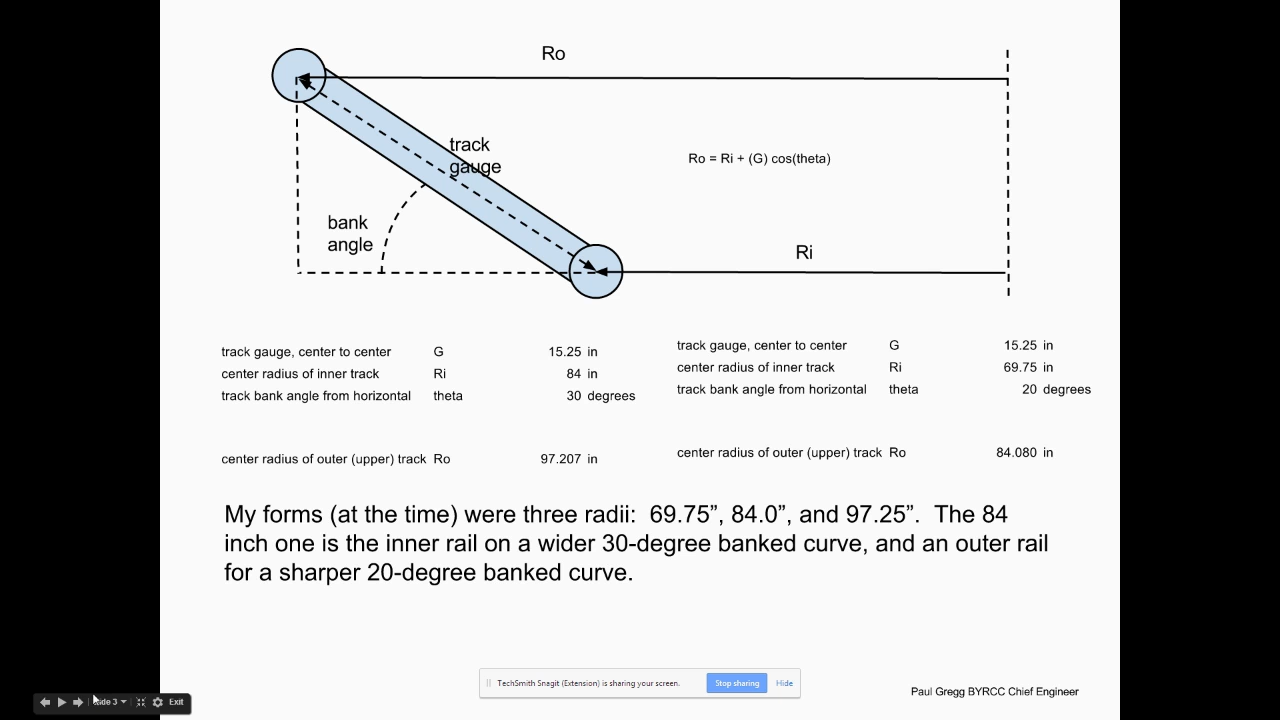 Ro
track
gauge
Ro = Ri + (G) cos(theta)
bank
angle
Ri
track gauge, center to center G 15.25 in
center radius of inner track Ri 84 in
track bank angle from horizontal theta 30 degrees
center radius of outer (upper) track Ro 97.207 in
track gauge, center to center G 15.25 in
center radius of inner track Ri 69.75 in
track bank angle from horizontal theta 20 degrees
center radius of outer (upper) track Ro 84.080 in
My forms (at the time) were three radii:  69.75”, 84.0”, and 97.25”.  The 84
inch one is the inner rail on a wider 30-degree banked curve, and an outer rail
for a sharper 20-degree banked curve.
TechSmith Snagit (Extension) is sharing your screen. Stop sharing Hide
Paul Gregg BYRCC Chief Engineer
3 Exit